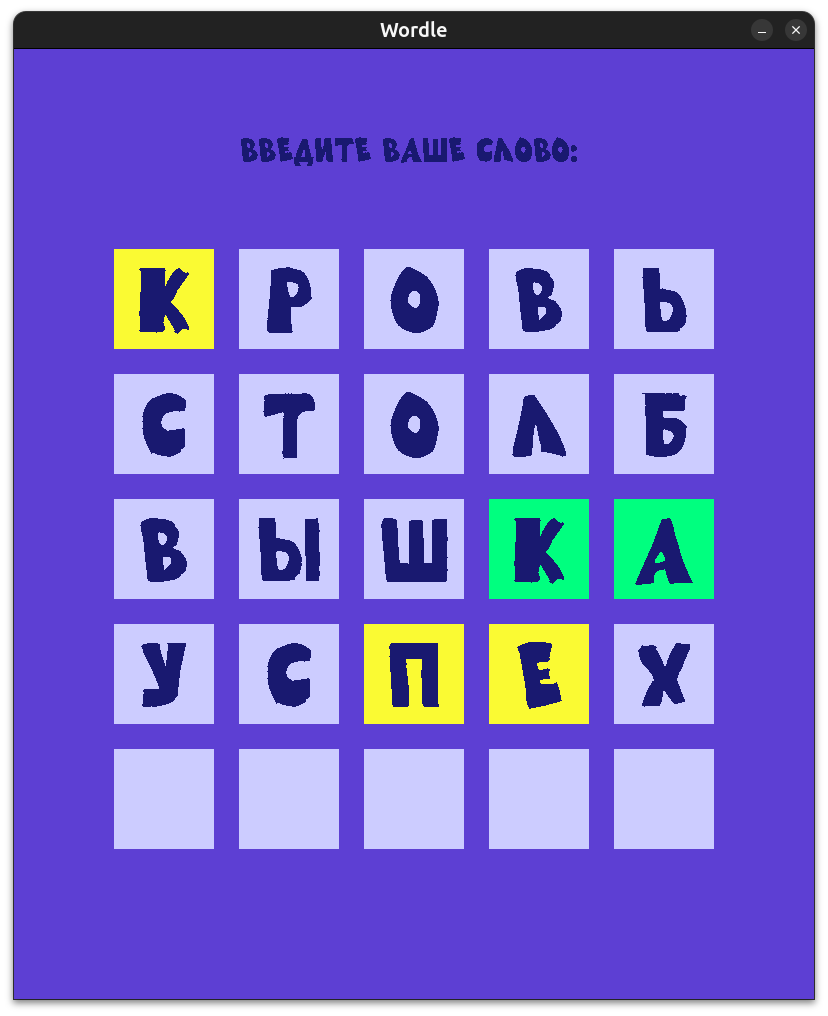 Wordle
ВВЕДИТЕ ВАШЕ СЛОВО:
К Р О В Ь
С Т О Л Б
В Ы Ш К А
У С П Е Х